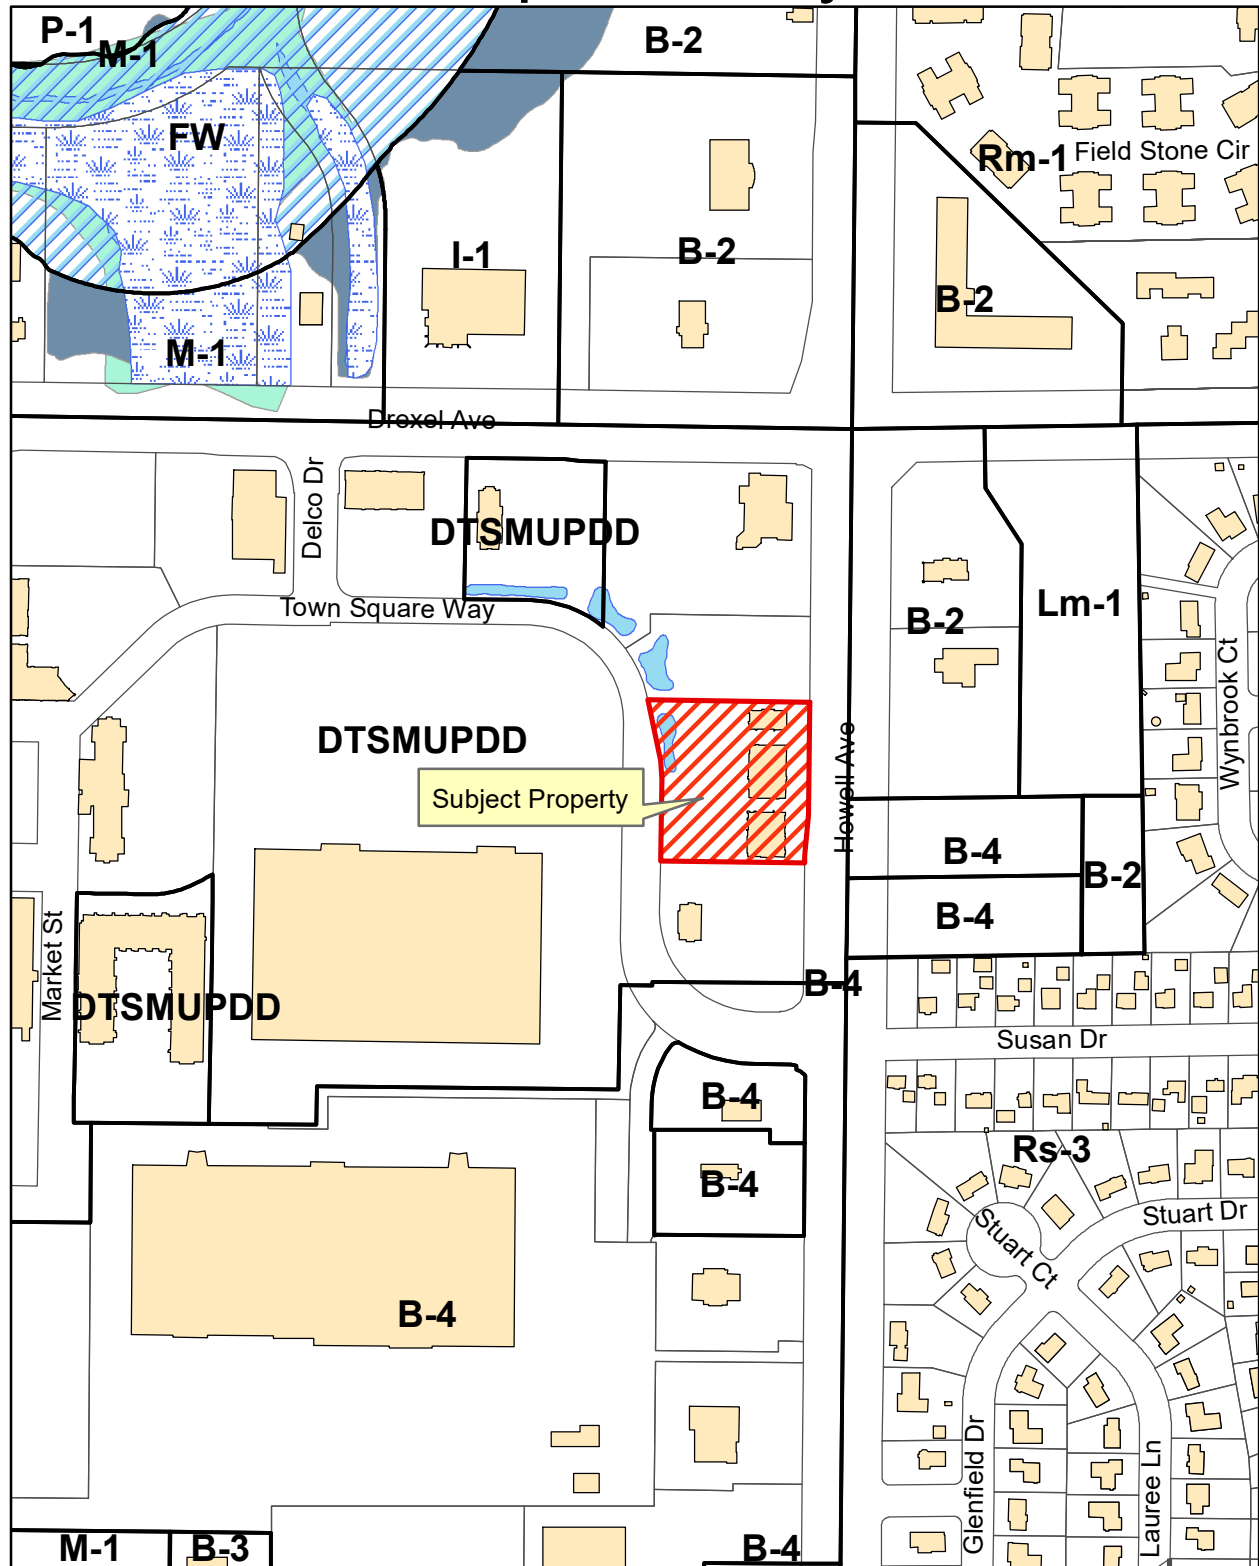 P-1
M-1
B-2
FW
Rm-1
Field Stone Cir
I-1
B-2
B-2
M-1
Drexel Ave
Delco Dr
DTSMUPDD
Town Square Way
B-2
Lm-1
Wynbrook Ct
DTSMUPDD
Subject Property
Howell Ave
B-4
B-2
B-4
Market St
DTSMUPDD
B-4
Susan Dr
B-4
Rs-3
B-4
Stuart Dr
Stuart Ct
B-4
Glenfield Dr
Lauree Ln
M-1
B-3
B-4